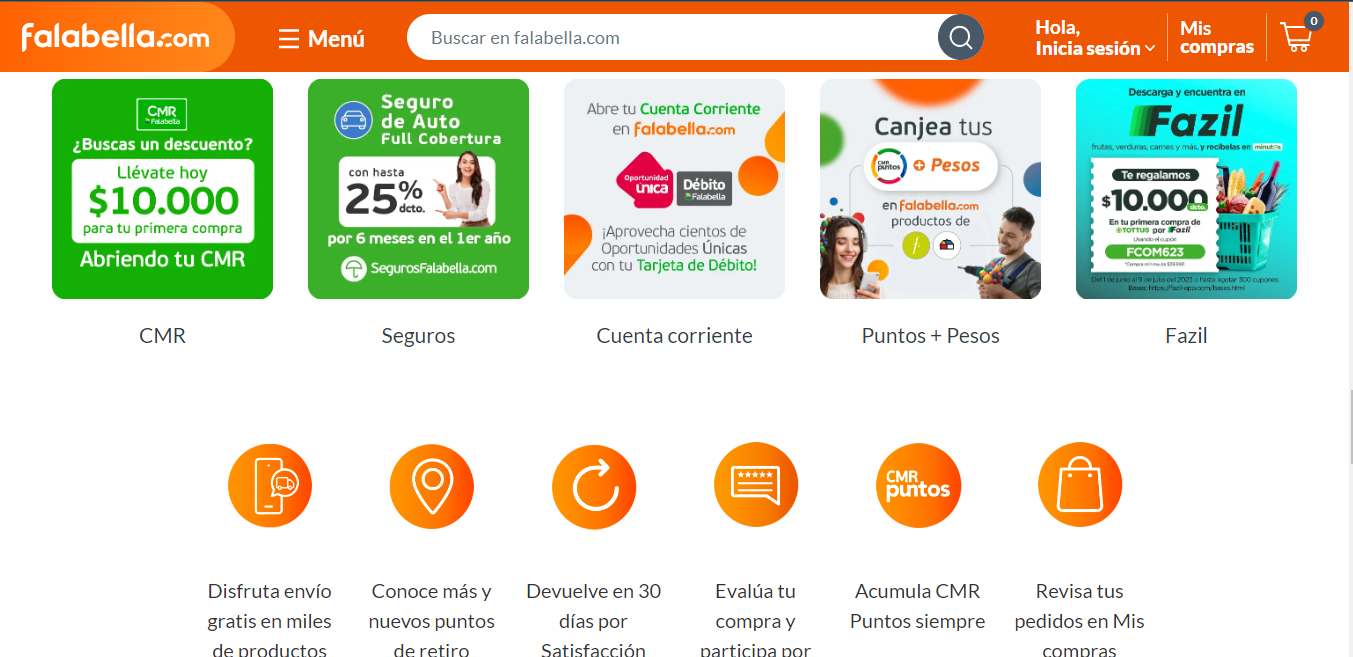 falabella.com
Menú
Buscar en falabella.com
Hola,
Inicia sesión
Mis
compras
0
CMR
Falabella
¿Buscas un descuento?
Llévate hoy
$10.000
para tu primera compra
Abriendo tu CMR
CMR
Seguro
de Auto
Full Cobertura
con hasta
25% dcto.
por 6 meses en el 1er año
SegurosFalabella.com
Seguros
Abre tu Cuenta Corriente
en falabella.com
Oportunidad
única
Débito
Falabella
¡Aprovecha cientos de
Oportunidades Únicas
con tu Tarjeta de Débito!
Cuenta corriente
Canjea tus
CMR
puntos
+ Pesos
en falabella.com
productos de
Puntos + Pesos
Descarga y encuentra en
Fazil
frutas, verduras, carnes y más, y recíbelas en minutos
Te regalamos
$10.000 dcto.
En tu primera compra de
TOTTUS por Fazil
Usando el cupón
FCOM623
*Compra mínima de $29.990
Del 1 de junio al 9 de julio del 2023 o hasta agotar 300 cupones.
Bases: https://fazil-app.com/bases.html
Fazil
CMR
puntos
Disfruta envío
gratis en miles
de productos
Conoce más y
nuevos puntos
de retiro
Devuelve en 30
días por
Satisfacción
Evalúa tu
compra y
participa por
Acumula CMR
Puntos siempre
Revisa tus
pedidos en Mis
compras